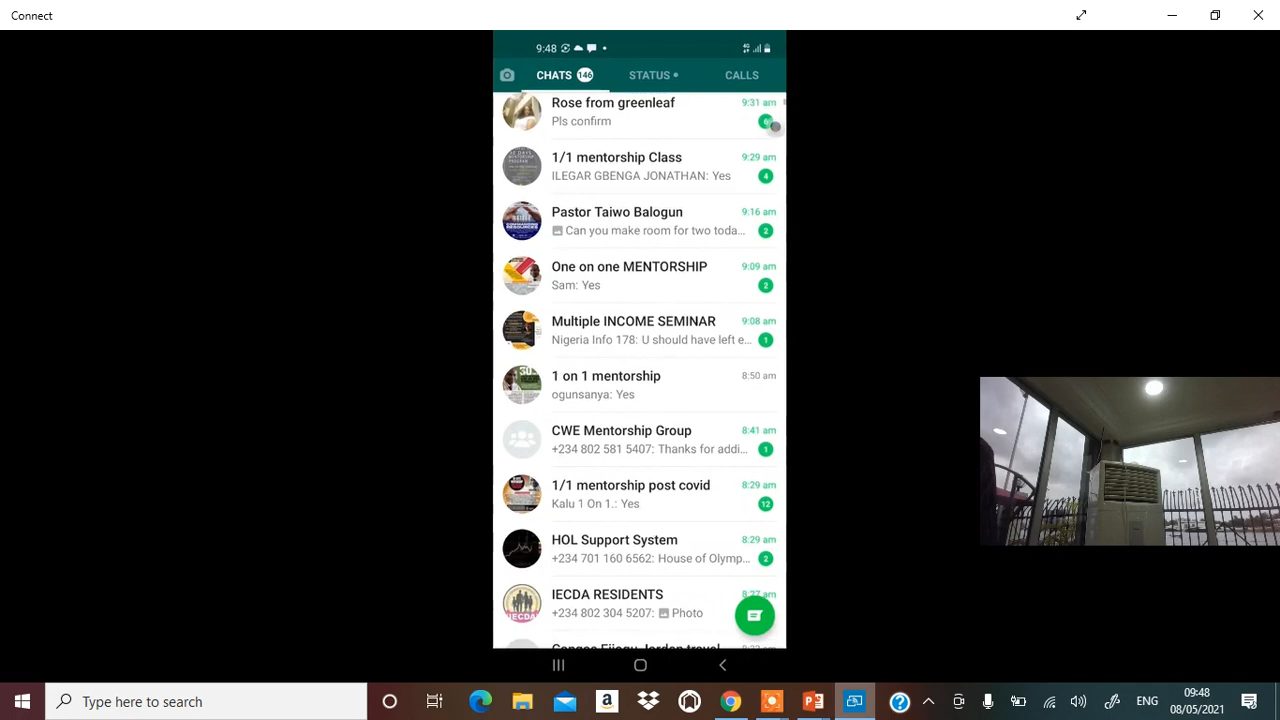 Connect
9:48
4G
CHATS 146
STATUS
CALLS
Rose from greenleaf
9:31 am
Pls confirm
6
1/1 mentorship Class
9:29 am
ILEGAR GBENGA JONATHAN: Yes
4
Pastor Taiwo Balogun
9:16 am
Can you make room for two toda...
2
One on one MENTORSHIP
9:09 am
Sam: Yes
2
Multiple INCOME SEMINAR
9:08 am
Nigeria Info 178: U should have left e...
1
1 on 1 mentorship
8:50 am
ogunsanya: Yes
CWE Mentorship Group
8:41 am
+234 802 581 5407: Thanks for addi...
1
1/1 mentorship post covid
8:29 am
Kalu 1 On 1.: Yes
12
HOL Support System
8:29 am
+234 701 160 6562: House of Olymp...
2
IECDA RESIDENTS
8:27 am
+234 802 304 5207: Photo
Type here to search
ENG
09:48
08/05/2021